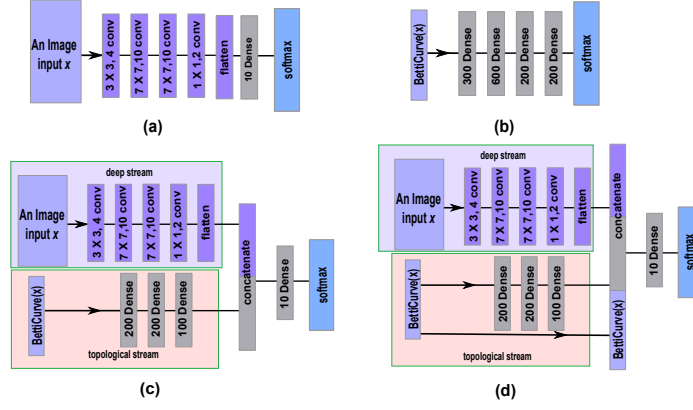 An Image
input x
3 X 3, 4 conv
7 X 7,10 conv
7 X 7,10 conv
1 X 1,2 conv
flatten
10 Dense
softmax
(a)
BettiCurve(x)
300 Dense
600 Dense
200 Dense
200 Dense
softmax
(b)
deep stream
An Image
input x
3 X 3, 4 conv
7 X 7,10 conv
7 X 7,10 conv
1 X 1,2 conv
flatten
BettiCurve(x)
200 Dense
200 Dense
100 Dense
topological stream
concatenate
10 Dense
softmax
(c)
deep stream
An Image
input x
3 X 3, 4 conv
7 X 7,10 conv
7 X 7,10 conv
1 X 1,2 conv
flatten
BettiCurve(x)
200 Dense
200 Dense
100 Dense
topological stream
concatenate
BettiCurve(x)
10 Dense
softmax
(d)